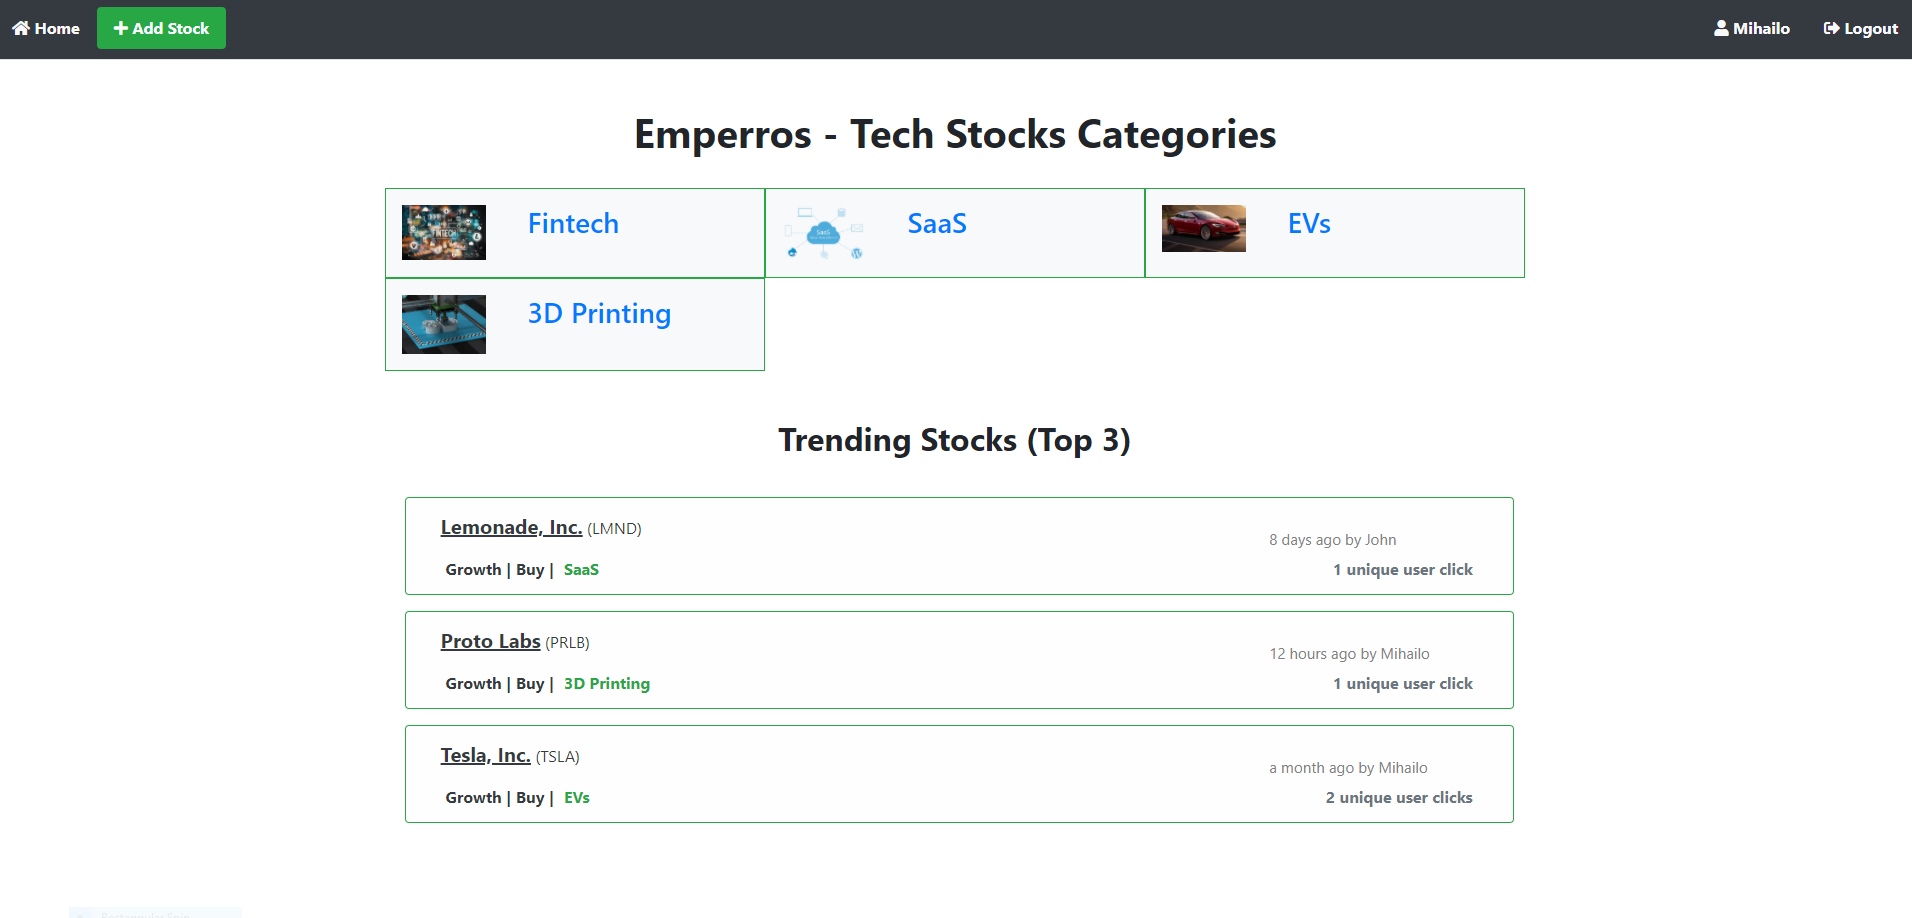 Home Add Stock Mihailo Logout
Emperros - Tech Stocks Categories
FINTECH Fintech SaaS SaaS EVs
3D Printing
Trending Stocks (Top 3)
Lemonade, Inc. (LMND)
8 days ago by John
Growth | Buy | SaaS 1 unique user click
Proto Labs (PRLB)
12 hours ago by Mihailo
Growth | Buy | 3D Printing 1 unique user click
Tesla, Inc. (TSLA)
a month ago by Mihailo
Growth | Buy | EVs 2 unique user clicks